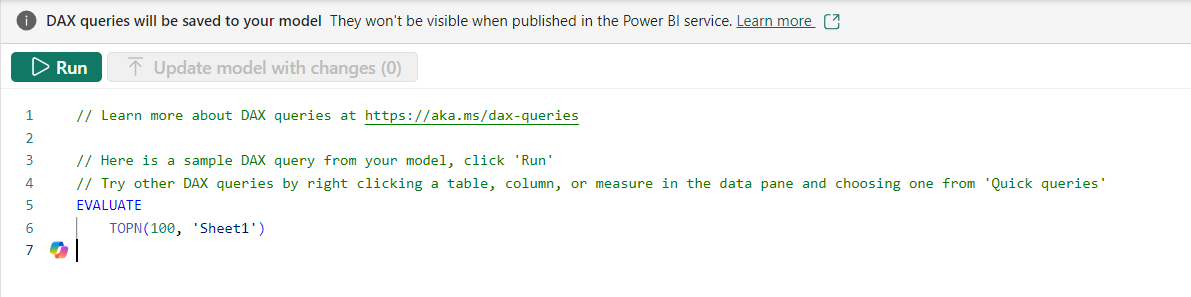 DAX queries will be saved to your model They won't be visible when published in the Power BI service. Learn more
Run Update model with changes (0)
1 // Learn more about DAX queries at https://aka.ms/dax-queries
2
3 // Here is a sample DAX query from your model, click 'Run'
4 // Try other DAX queries by right clicking a table, column, or measure in the data pane and choosing one from 'Quick queries'
5 EVALUATE
6 TOPN(100, 'Sheet1')
7